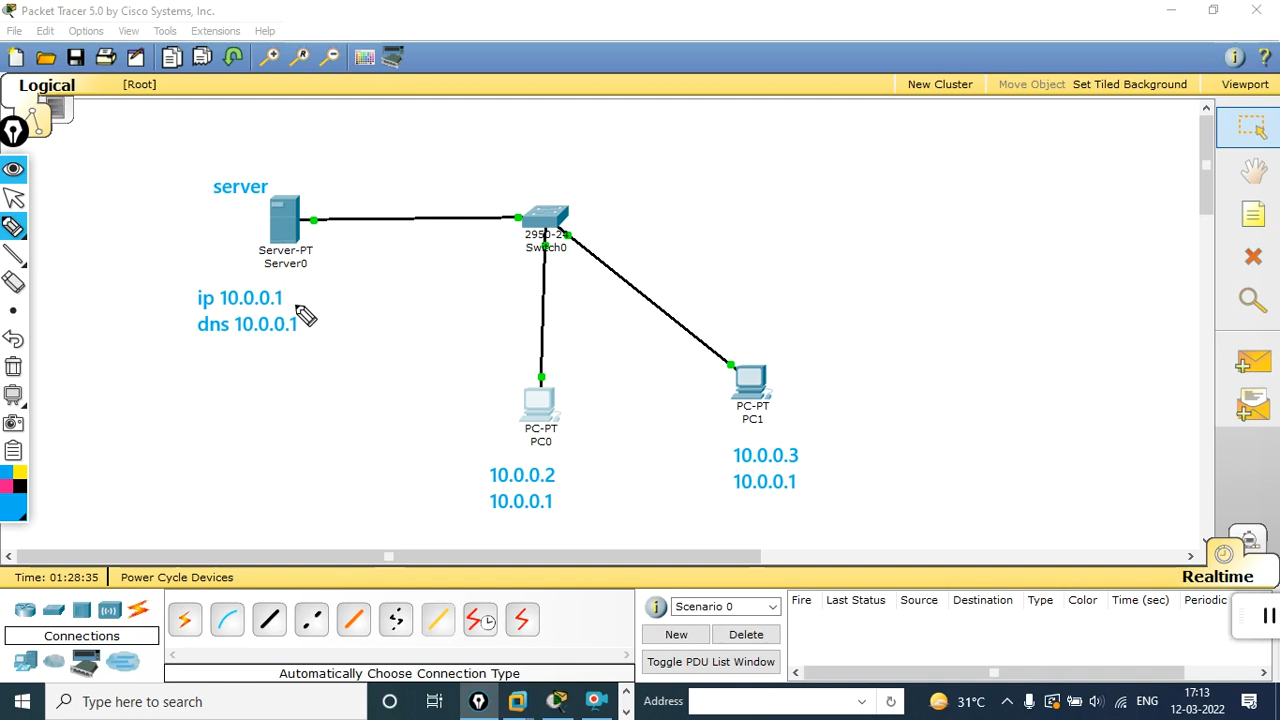 Packet Tracer 5.0 by Cisco Systems, Inc.
File Edit Options View Tools Extensions Help
Logical
[Root]
New Cluster
Move Object
Set Tiled Background
Viewport
server
Server-PT
Server0
ip 10.0.0.1
dns 10.0.0.1
2950-24
Switch0
PC-PT
PC0
10.0.0.2
10.0.0.1
PC-PT
PC1
10.0.0.3
10.0.0.1
Time: 01:28:35
Power Cycle Devices
Realtime
Connections
Automatically Choose Connection Type
Scenario 0
New
Delete
Toggle PDU List Window
Fire Last Status Source Destination Type Color Time (sec) Periodic
Type here to search
Address
31°C
ENG
17:13
12-03-2022